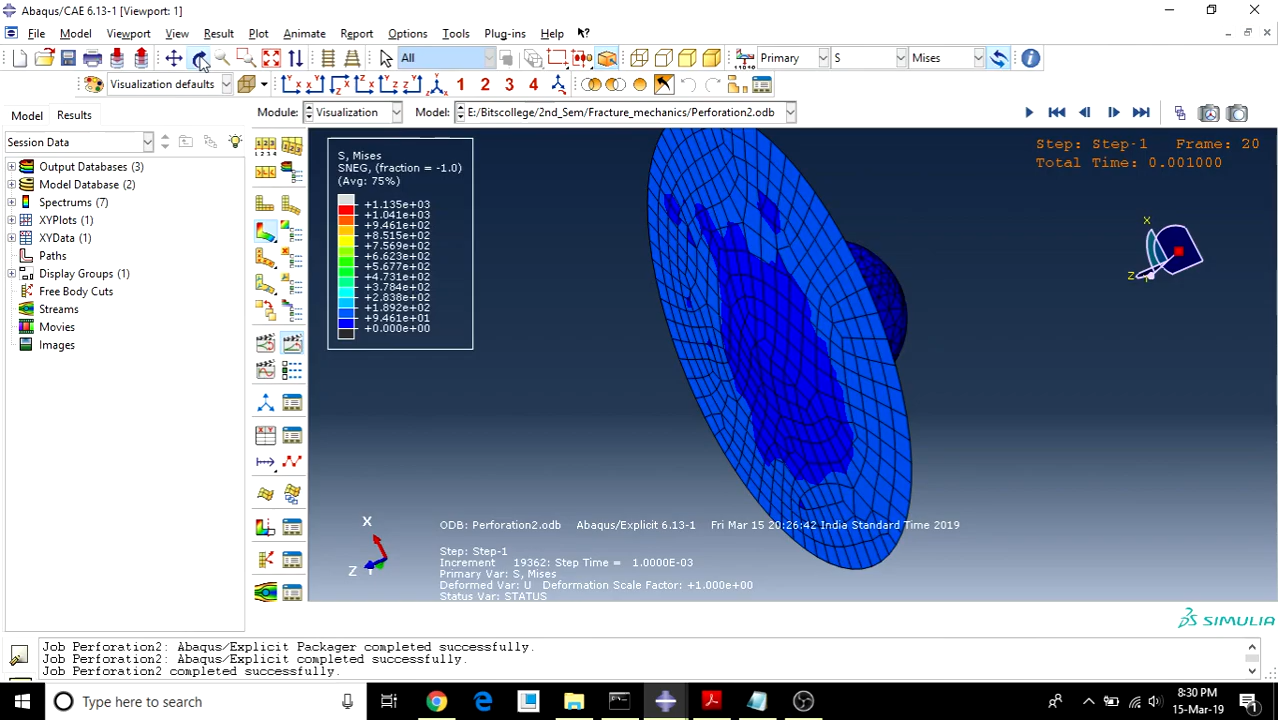 Abaqus/CAE 6.13-1 [Viewport: 1]
File Model Viewport View Result Plot Animate Report Options Tools Plug-ins Help
All Primary S Mises
Visualization defaults 1 2 3 4
Model Results Module: Visualization Model: E:/Bitscollege/2nd_Sem/Fracture_mechanics/Perforation2.odb
Session Data
Output Databases (3)
Model Database (2)
Spectrums (7)
XYPlots (1)
XYData (1)
Paths
Display Groups (1)
Free Body Cuts
Streams
Movies
Images
S, Mises
SNEG, (fraction = -1.0)
(Avg: 75%)
+1.135e+03
+1.041e+03
+9.461e+02
+8.515e+02
+7.569e+02
+6.623e+02
+5.677e+02
+4.731e+02
+3.784e+02
+2.838e+02
+1.892e+02
+9.461e+01
+0.000e+00
Step: Step-1 Frame: 20
Total Time: 0.001000
X
Z
X
Z Y
ODB: Perforation2.odb Abaqus/Explicit 6.13-1 Fri Mar 15 20:26:42 India Standard Time 2019
Step: Step-1
Increment 19362: Step Time = 1.0000E-03
Primary Var: S, Mises
Deformed Var: U Deformation Scale Factor: +1.000e+00
Status Var: STATUS
SIMULIA
Job Perforation2: Abaqus/Explicit Packager completed successfully.
Job Perforation2: Abaqus/Explicit completed successfully.
Job Perforation2 completed successfully.
Type here to search
8:30 PM
15-Mar-19